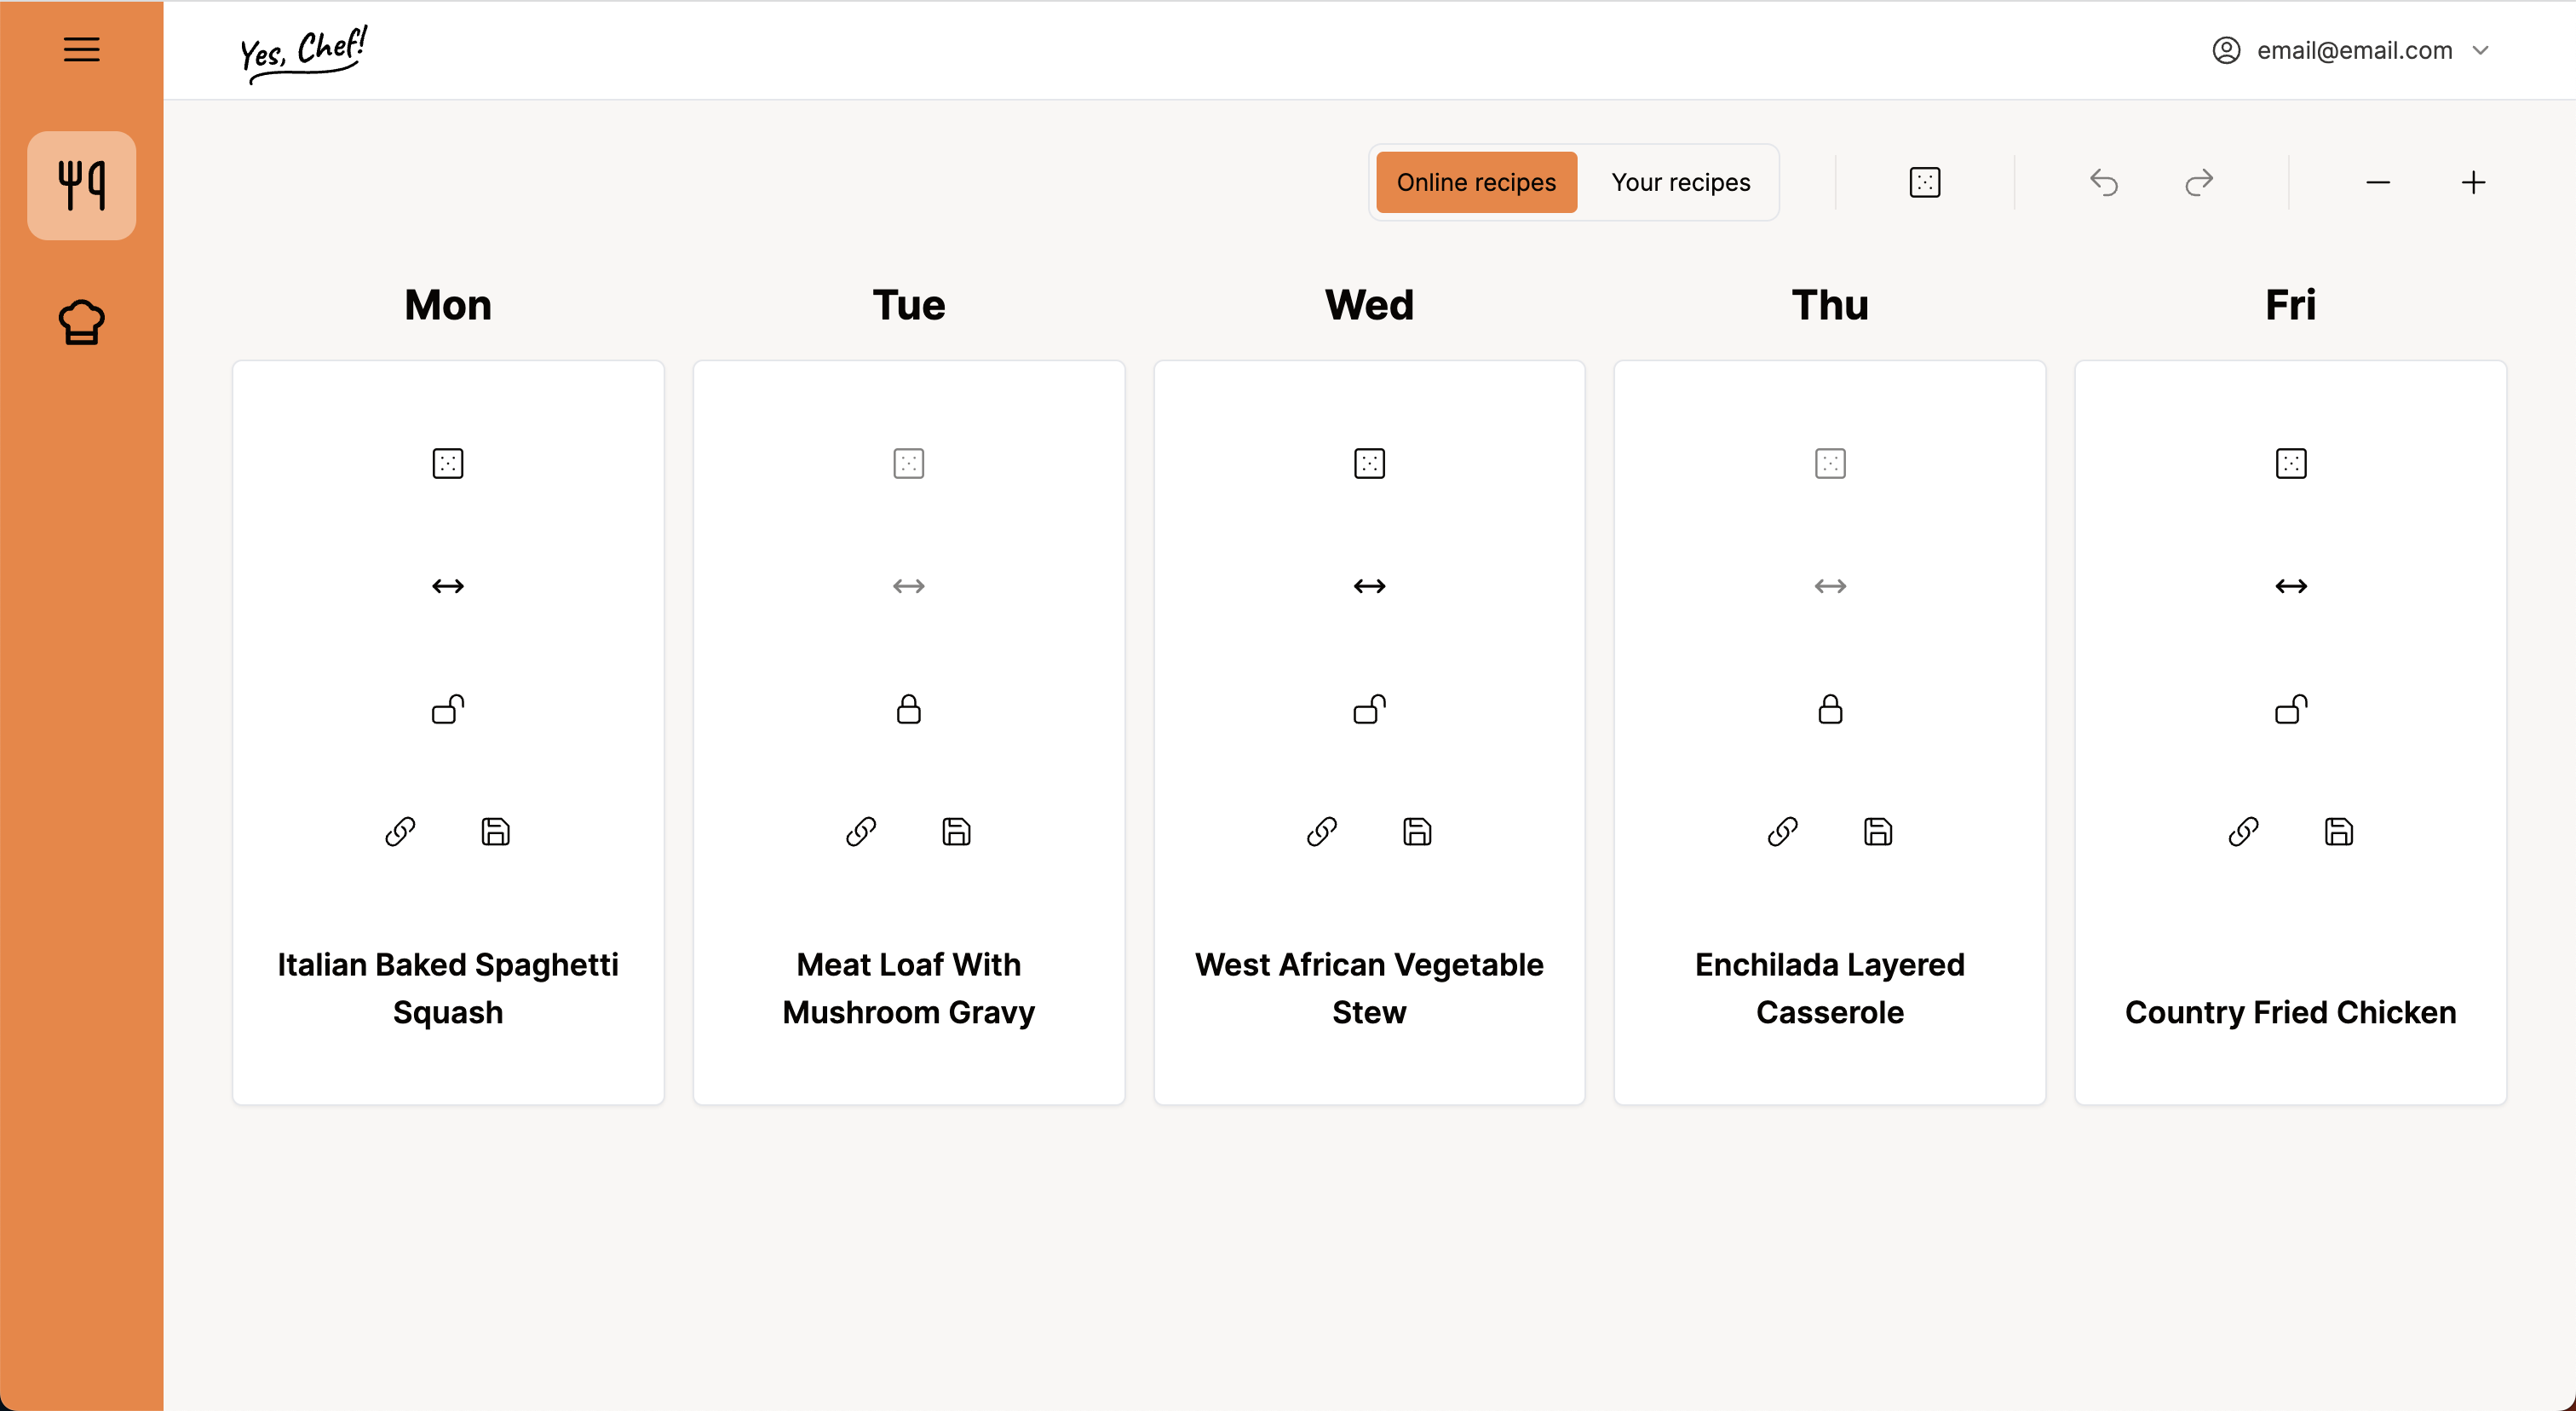 Yes, Chef!
email@email.com
Online recipes
Your recipes
Mon
Tue
Wed
Thu
Fri
Italian Baked Spaghetti
Squash
Meat Loaf With
Mushroom Gravy
West African Vegetable
Stew
Enchilada Layered
Casserole
Country Fried Chicken